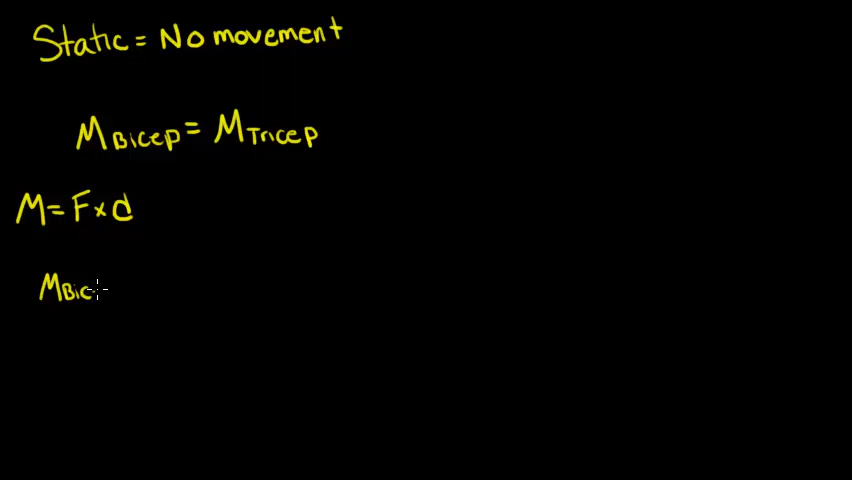 Static = No movement
MBicep = MTricep
M = F × d
MBic